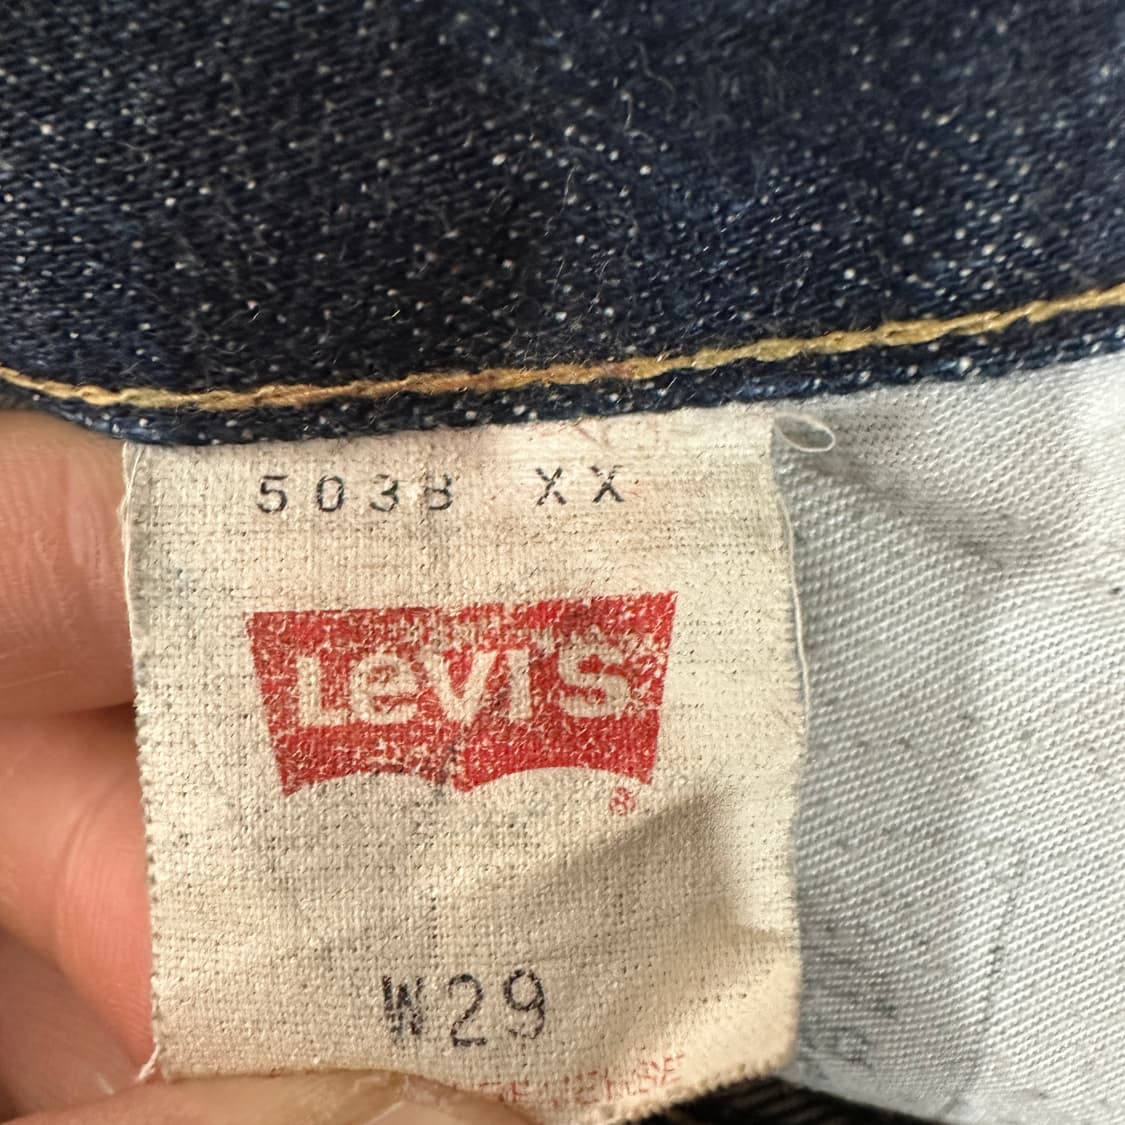 503B XX
LeVI'S
®
W29